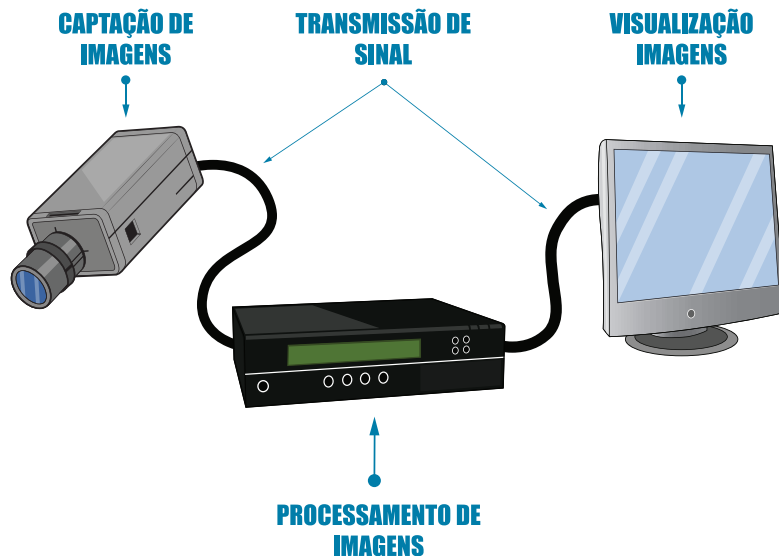 CAPTAÇÃO DE
IMAGENS
TRANSMISSÃO DE
SINAL
VISUALIZAÇÃO
IMAGENS
PROCESSAMENTO DE
IMAGENS